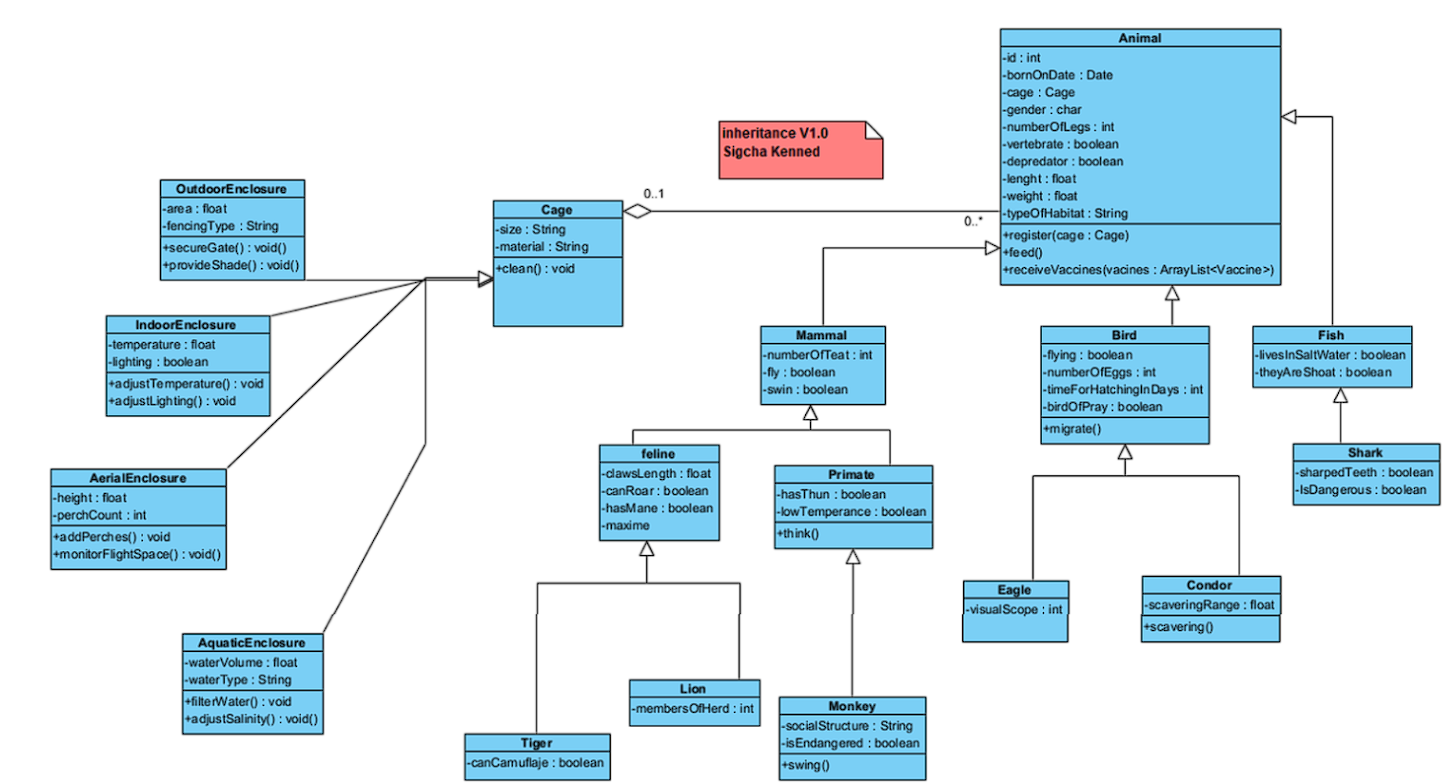 Animal
-id : int
-bornOnDate : Date
-cage : Cage
-gender : char
-numberOfLegs : int
-vertebrate : boolean
-depredator : boolean
-lenght : float
-weight : float
-typeOfHabitat : String
+register(cage : Cage)
+feed()
+receiveVaccines(vacines : ArrayList<Vaccine>)
inheritance V1.0
Sigcha Kenned
OutdoorEnclosure
-area : float
-fencingType : String
+secureGate() : void()
+provideShade() : void()
Cage
-size : String
-material : String
+clean() : void
0..1
0..*
IndoorEnclosure
-temperature : float
-lighting : boolean
+adjustTemperature() : void
+adjustLighting() : void
Mammal
-numberOfTeat : int
-fly : boolean
-swin : boolean
Bird
-flying : boolean
-numberOfEggs : int
-timeForHatchingInDays : int
-birdOfPray : boolean
+migrate()
Fish
-livesInSaltWater : boolean
-theyAreShoat : boolean
AerialEnclosure
-height : float
-perchCount : int
+addPerches() : void
+monitorFlightSpace() : void()
feline
-clawsLength : float
-canRoar : boolean
-hasMane : boolean
-maxime
Primate
-hasThun : boolean
-lowTemperance : boolean
+think()
Shark
-sharpedTeeth : boolean
-IsDangerous : boolean
Eagle
-visualScope : int
Condor
-scaveringRange : float
+scavering()
AquaticEnclosure
-waterVolume : float
-waterType : String
+filterWater() : void
+adjustSalinity() : void()
Lion
-membersOfHerd : int
Monkey
-socialStructure : String
-isEndangered : boolean
+swing()
Tiger
-canCamuflaje : boolean